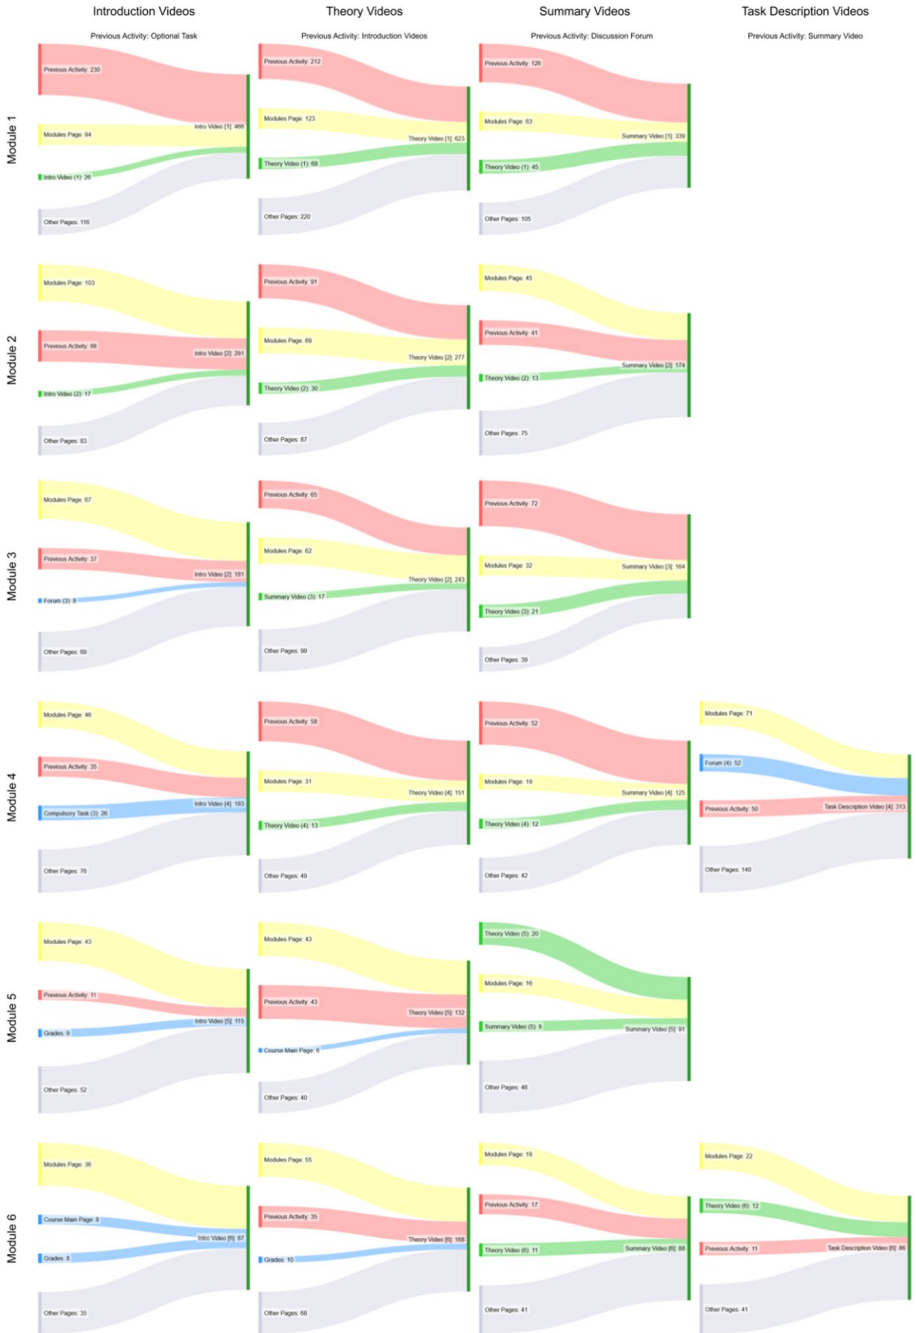 Introduction Videos
Theory Videos
Summary Videos
Task Description Videos
Previous Activity: Optional Task
Previous Activity: Introduction Videos
Previous Activity: Discussion Forum
Previous Activity: Summary Video
Module 1
Previous Activity: 230
Modules Page: 94
Intro Video (1): 26
Other Pages: 116
Intro Video [1]: 466
Previous Activity: 212
Modules Page: 123
Theory Video (1): 68
Other Pages: 220
Theory Video [1]: 623
Previous Activity: 126
Modules Page: 63
Theory Video (1): 45
Other Pages: 105
Summary Video [1]: 339
Module 2
Modules Page: 103
Previous Activity: 88
Intro Video (2): 17
Other Pages: 83
Intro Video [2]: 291
Previous Activity: 91
Modules Page: 69
Theory Video (2): 30
Other Pages: 87
Theory Video [2]: 277
Modules Page: 45
Previous Activity: 41
Theory Video (2): 13
Other Pages: 75
Summary Video [2]: 174
Module 3
Modules Page: 67
Previous Activity: 37
Forum (3): 8
Other Pages: 69
Intro Video [2]: 181
Previous Activity: 65
Modules Page: 62
Summary Video (3): 17
Other Pages: 99
Theory Video [2]: 243
Previous Activity: 72
Modules Page: 32
Theory Video (3): 21
Other Pages: 39
Summary Video [3]: 164
Module 4
Modules Page: 46
Previous Activity: 35
Compulsory Task (3): 26
Other Pages: 76
Intro Video [4]: 183
Previous Activity: 58
Modules Page: 31
Theory Video (4): 13
Other Pages: 49
Theory Video [4]: 151
Previous Activity: 52
Modules Page: 19
Theory Video (4): 12
Other Pages: 42
Summary Video [4]: 125
Modules Page: 71
Forum (4): 52
Previous Activity: 50
Other Pages: 140
Task Description Video [4]: 313
Module 5
Modules Page: 43
Previous Activity: 11
Grades: 9
Other Pages: 52
Intro Video [5]: 115
Modules Page: 43
Previous Activity: 43
Course Main Page: 6
Other Pages: 40
Theory Video [5]: 132
Theory Video (5): 20
Modules Page: 16
Summary Video (5): 9
Other Pages: 46
Summary Video [5]: 91
Module 6
Modules Page: 36
Course Main Page: 8
Grades: 8
Other Pages: 35
Intro Video [6]: 87
Modules Page: 55
Previous Activity: 35
Grades: 10
Other Pages: 68
Theory Video [6]: 168
Modules Page: 19
Previous Activity: 17
Theory Video (6): 11
Other Pages: 41
Summary Video [6]: 88
Modules Page: 22
Theory Video (6): 12
Previous Activity: 11
Other Pages: 41
Task Description Video [6]: 86